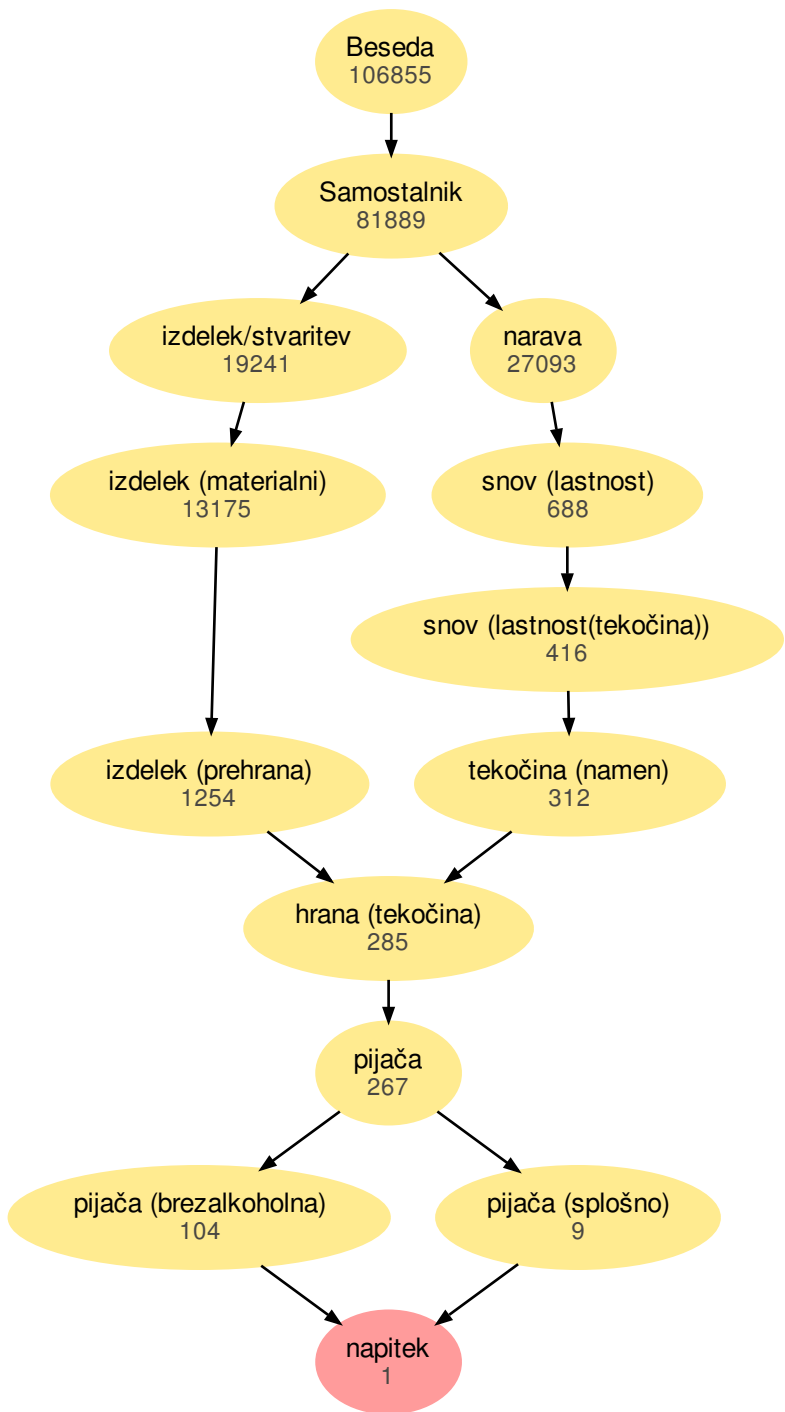 Beseda
106855
Samostalnik
81889
izdelek/stvaritev
19241
narava
27093
izdelek (materialni)
13175
snov (lastnost)
688
snov (lastnost(tekočina))
416
izdelek (prehrana)
1254
tekočina (namen)
312
hrana (tekočina)
285
pijača
267
pijača (brezalkoholna)
104
pijača (splošno)
9
napitek
1